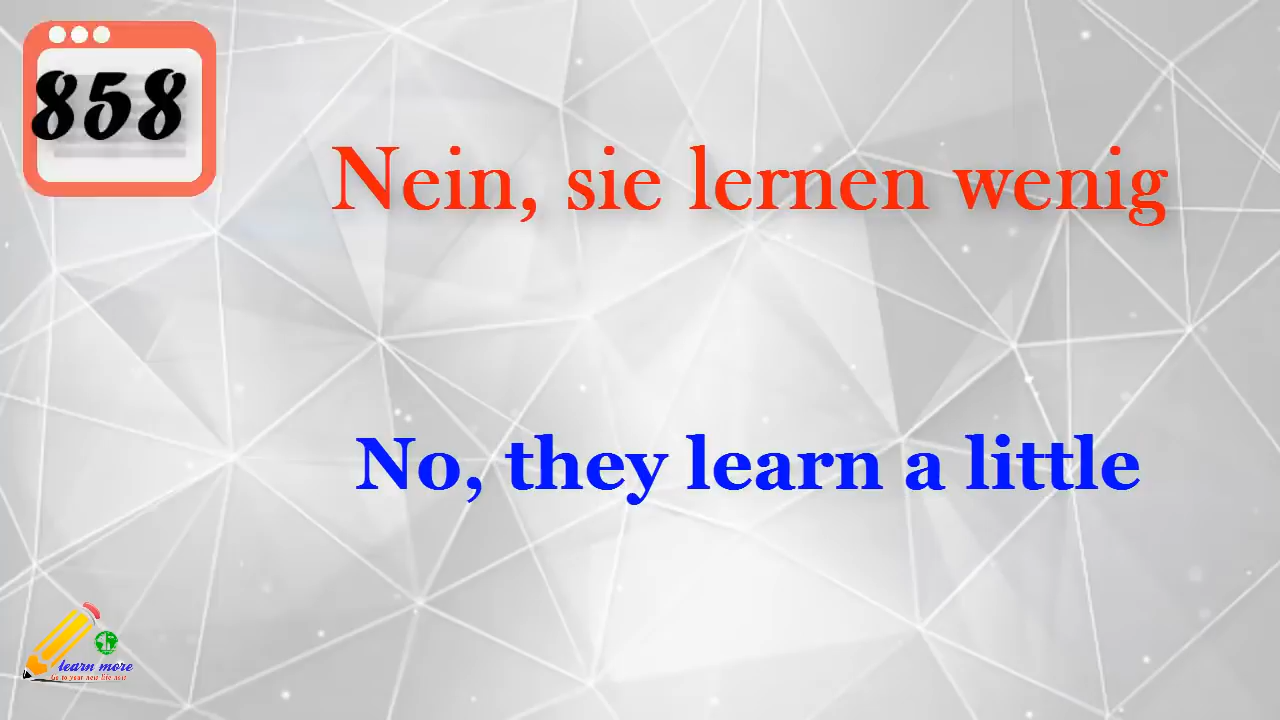 858
Nein, sie lernen wenig
No, they learn a little
learn more